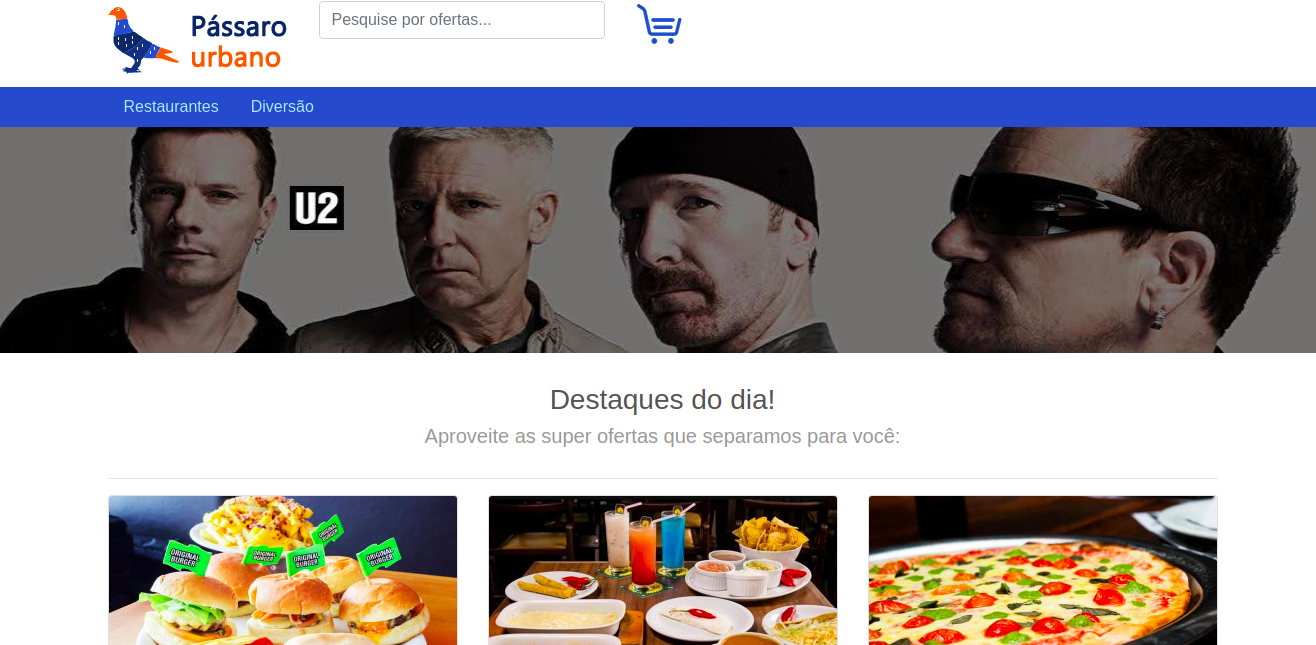 Pássaro
urbano
Pesquise por ofertas...
Restaurantes
Diversão
U2
Destaques do dia!
Aproveite as super ofertas que separamos para você:
ORIGINAL
BURGER
ORIGINAL
BURGER
ORIGINAL
BURGER
ORIGINAL
BURGER
ORIGINAL
BURGER